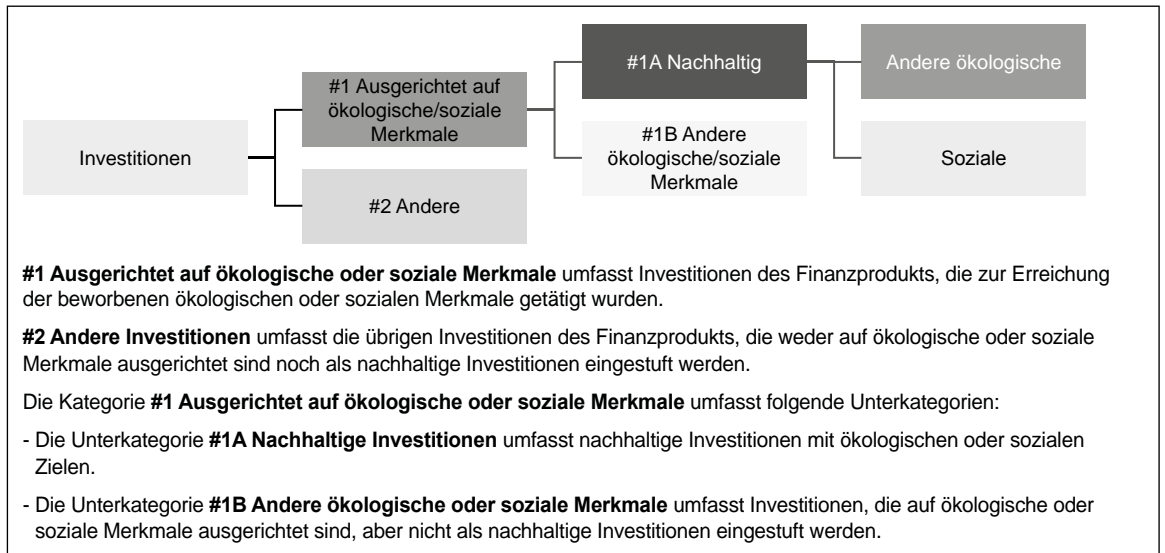 Investitionen
#1 Ausgerichtet auf
ökologische/soziale
Merkmale
#2 Andere
#1A Nachhaltig
#1B Andere
ökologische/soziale
Merkmale
Andere ökologische
Soziale
#1 Ausgerichtet auf ökologische oder soziale Merkmale umfasst Investitionen des Finanzprodukts, die zur Erreichung
der beworbenen ökologischen oder sozialen Merkmale getätigt wurden.
#2 Andere Investitionen umfasst die übrigen Investitionen des Finanzprodukts, die weder auf ökologische oder soziale
Merkmale ausgerichtet sind noch als nachhaltige Investitionen eingestuft werden.
Die Kategorie #1 Ausgerichtet auf ökologische oder soziale Merkmale umfasst folgende Unterkategorien:
- Die Unterkategorie #1A Nachhaltige Investitionen umfasst nachhaltige Investitionen mit ökologischen oder sozialen
Zielen.
- Die Unterkategorie #1B Andere ökologische oder soziale Merkmale umfasst Investitionen, die auf ökologische oder
soziale Merkmale ausgerichtet sind, aber nicht als nachhaltige Investitionen eingestuft werden.